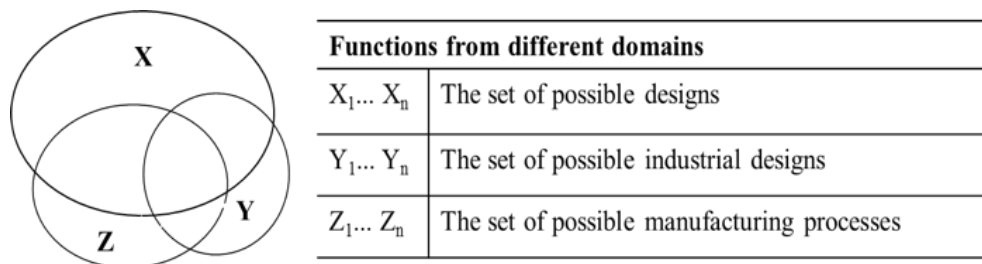 X
Z
Y
Functions from different domains
X₁... Xₙ The set of possible designs
Y₁... Yₙ The set of possible industrial designs
Z₁... Zₙ The set of possible manufacturing processes